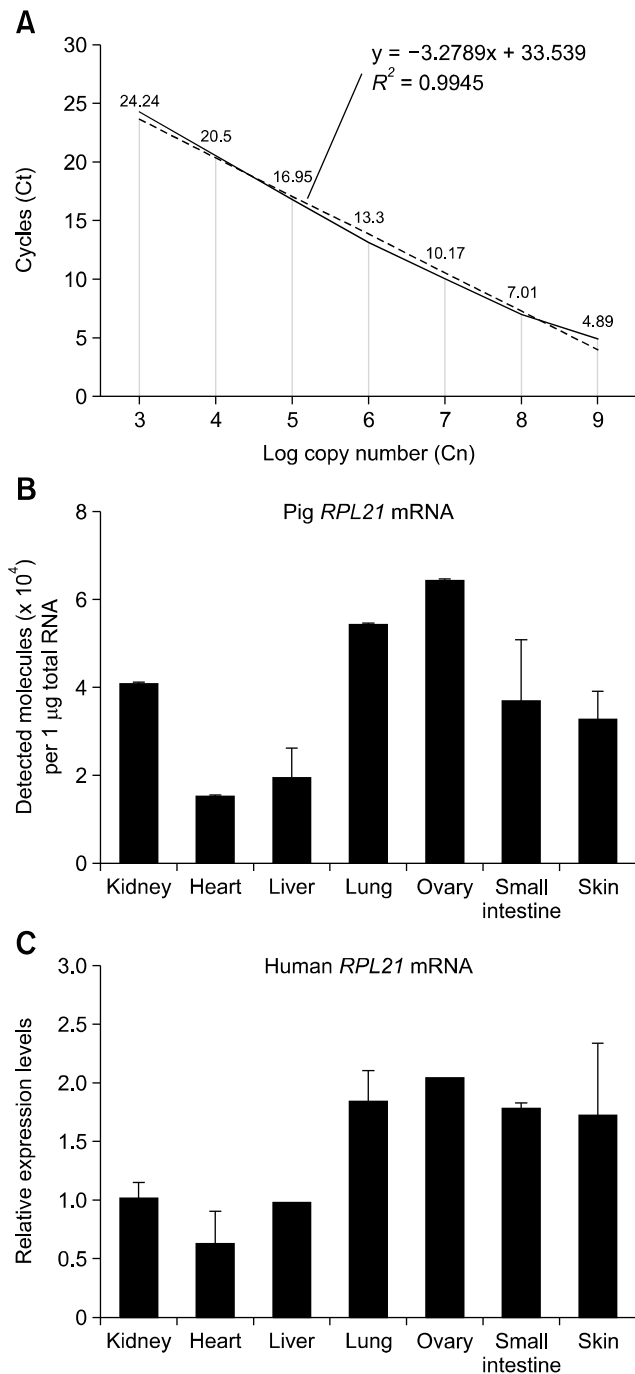 A
y = −3.2789x + 33.539
R² = 0.9945
Cycles (Ct)
30
25
20
15
10
5
0
24.24
20.5
16.95
13.3
10.17
7.01
4.89
3 4 5 6 7 8 9
Log copy number (Cn)
B
Pig RPL21 mRNA
Detected molecules (x 10⁴)
per 1 μg total RNA
8
6
4
2
0
Kidney Heart Liver Lung Ovary Small Skin
intestine
C
Human RPL21 mRNA
Relative expression levels
3.0
2.5
2.0
1.5
1.0
0.5
0
Kidney Heart Liver Lung Ovary Small Skin
intestine